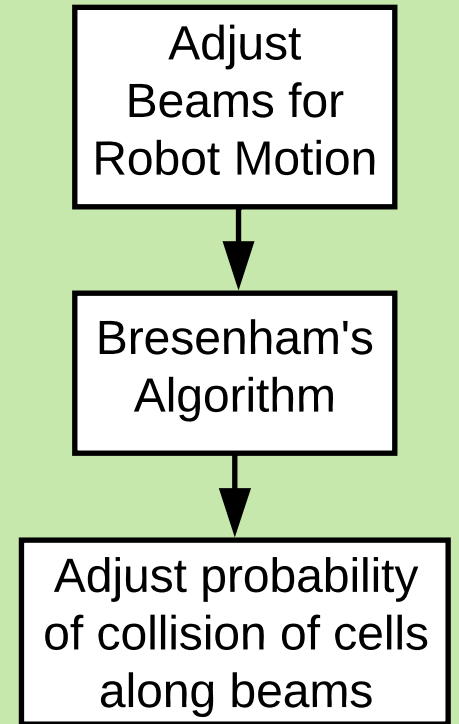 Adjust
Beams for
Robot Motion
Bresenham's
Algorithm
Adjust probability
of collision of cells
along beams